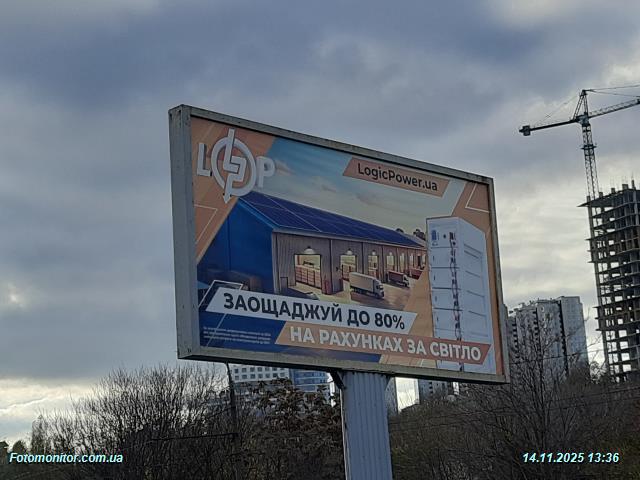 LP
LogicPower.ua
ЗАОЩАДЖУЙ ДО 80%
НА РАХУНКАХ ЗА СВІТЛО
Fotomonitor.com.ua
14.11.2025 13:36